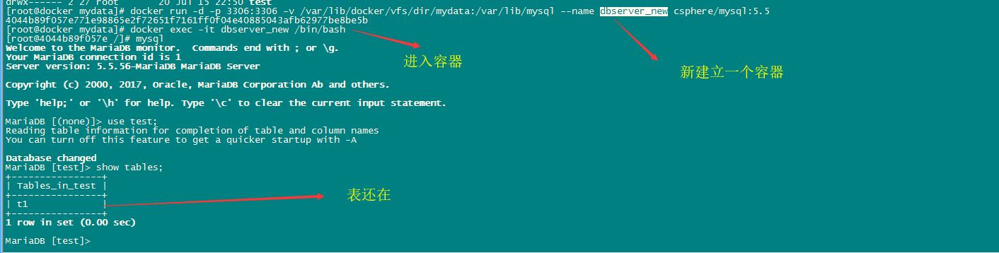 drwx------ 2 27 root       20 Jul 15 22:50 test
[root@docker mydata]# docker run -d -p 3306:3306 -v /var/lib/docker/vfs/dir/mydata:/var/lib/mysql --name dbserver_new csphere/mysql:5.5
4044b89f057e771e98865e2f72651f7161ff0f04e40885043afb62977be8be5b
[root@docker mydata]# docker exec -it dbserver_new /bin/bash
[root@4044b89f057e /]# mysql
Welcome to the MariaDB monitor.  Commands end with ; or \g.
Your MariaDB connection id is 1
Server version: 5.5.56-MariaDB MariaDB Server
进入容器
新建立一个容器
Copyright (c) 2000, 2017, Oracle, MariaDB Corporation Ab and others.
Type 'help;' or '\h' for help. Type '\c' to clear the current input statement.
MariaDB [(none)]> use test;
Reading table information for completion of table and column names
You can turn off this feature to get a quicker startup with -A
Database changed
MariaDB [test]> show tables;
+----------------+
| Tables_in_test |
+----------------+
| t1             |
表还在
+----------------+
1 row in set (0.00 sec)
MariaDB [test]>